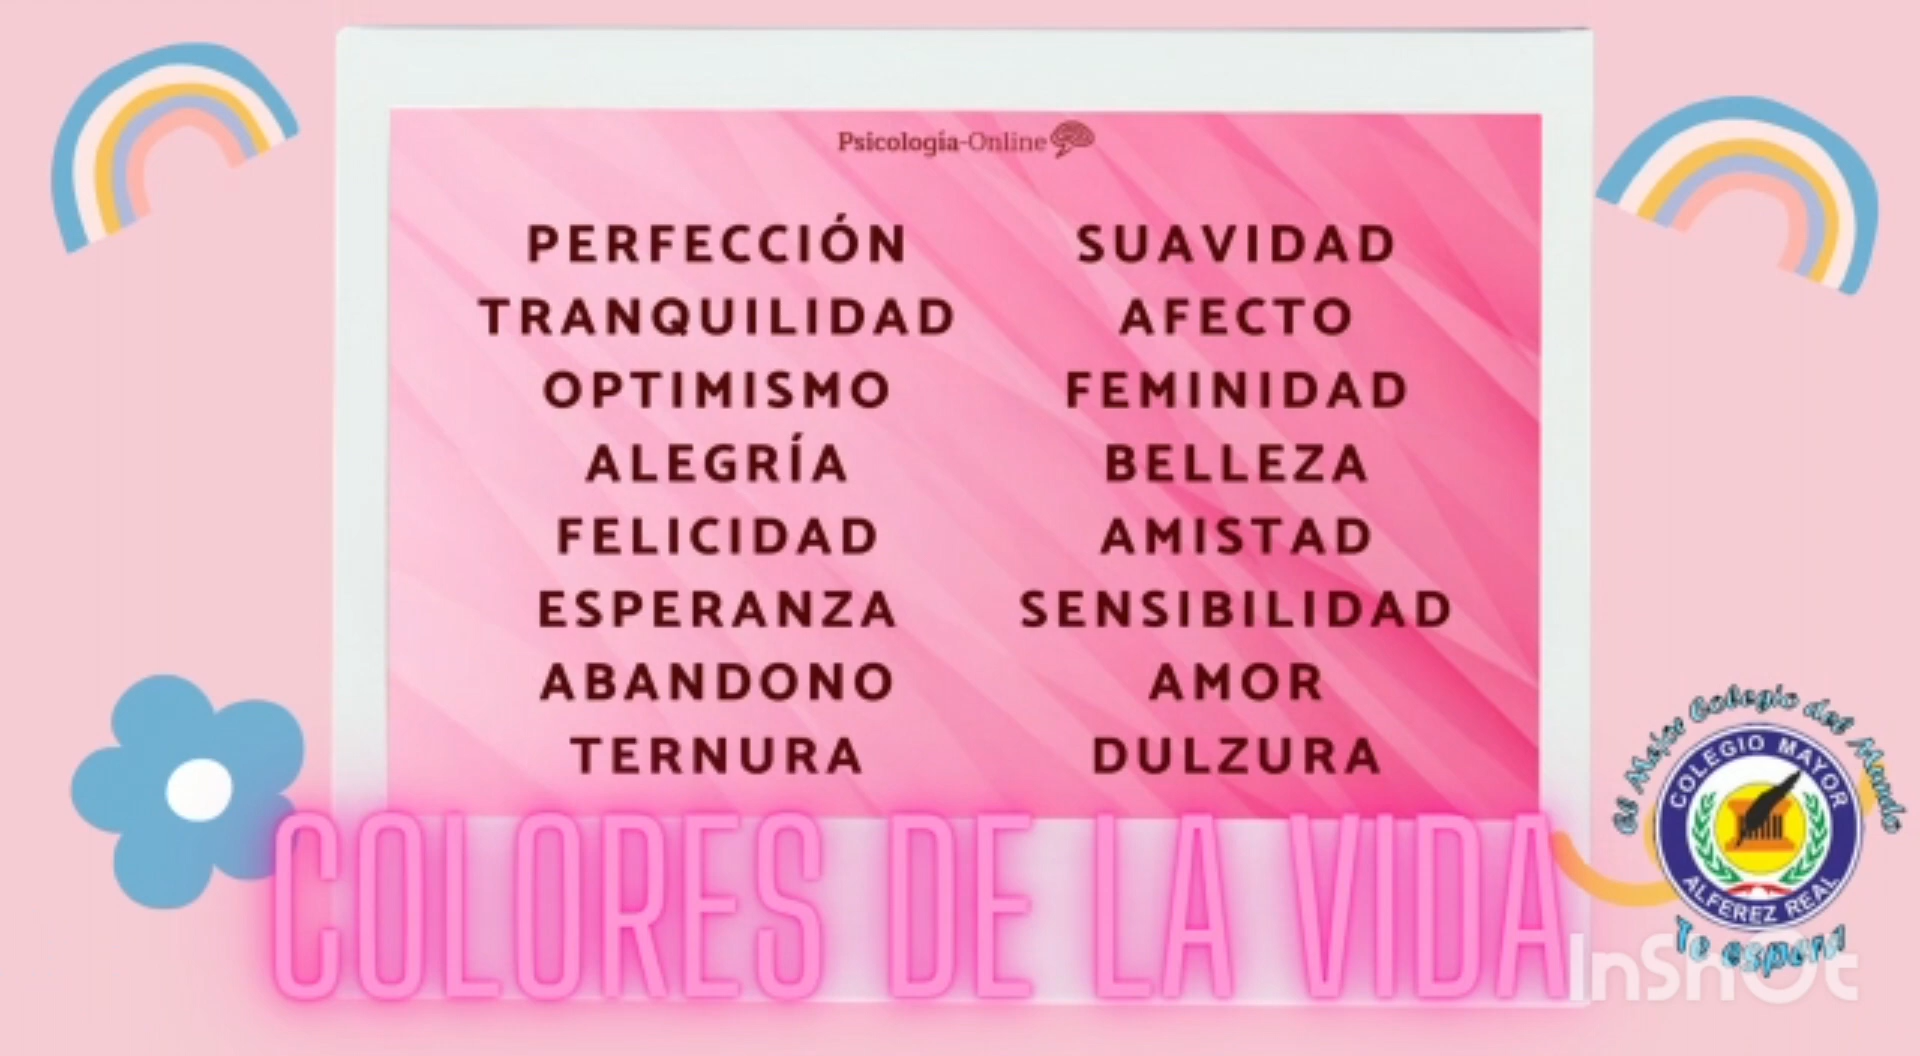 Psicología-Online
PERFECCIÓN
TRANQUILIDAD
OPTIMISMO
ALEGRÍA
FELICIDAD
ESPERANZA
ABANDONO
TERNURA
SUAVIDAD
AFECTO
FEMINIDAD
BELLEZA
AMISTAD
SENSIBILIDAD
AMOR
DULZURA
COLORES DE LA VIDA
El Mejor Colegio del Mundo
COLEGIO MAYOR
ALFEREZ REAL
Te espera
InShOt